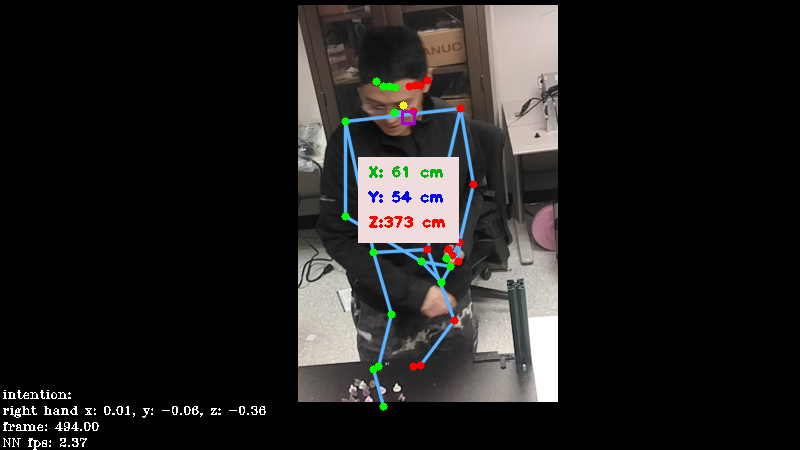 ANUC
X: 61 cm
Y: 54 cm
Z:373 cm
intention:
right hand x: 0.01, y: -0.06, z: -0.36
frame: 494.00
NN fps: 2.37